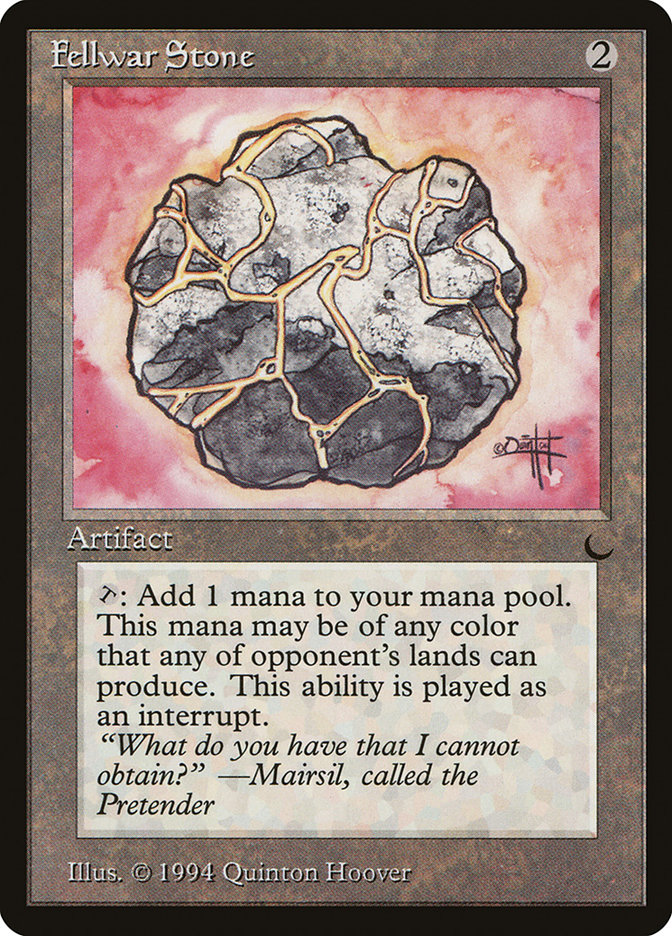 Fellwar Stone 2
Artifact
T: Add 1 mana to your mana pool.
This mana may be of any color
that any of opponent's lands can
produce. This ability is played as
an interrupt.
“What do you have that I cannot
obtain?” —Mairsil, called the
Pretender
Illus. © 1994 Quinton Hoover